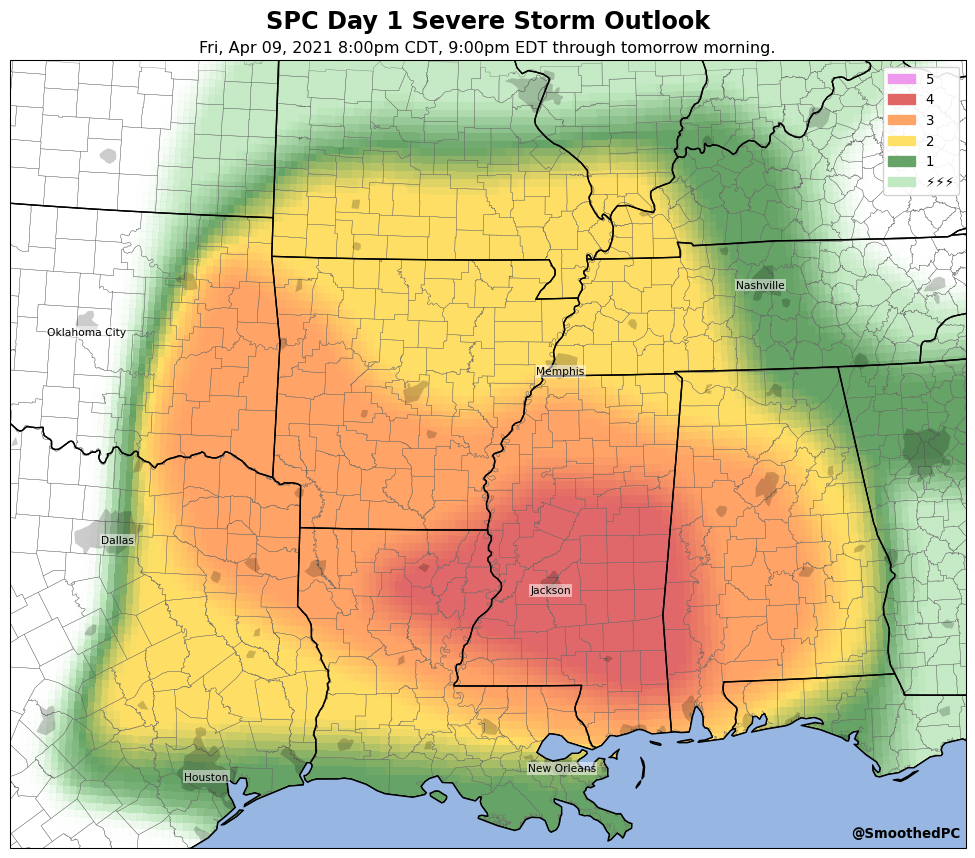 SPC Day 1 Severe Storm Outlook
Fri, Apr 09, 2021 8:00pm CDT, 9:00pm EDT through tomorrow morning.
5
4
3
2
1
⚡⚡⚡
Nashville
Oklahoma City
Memphis
Dallas
Jackson
New Orleans
Houston
@SmoothedPC